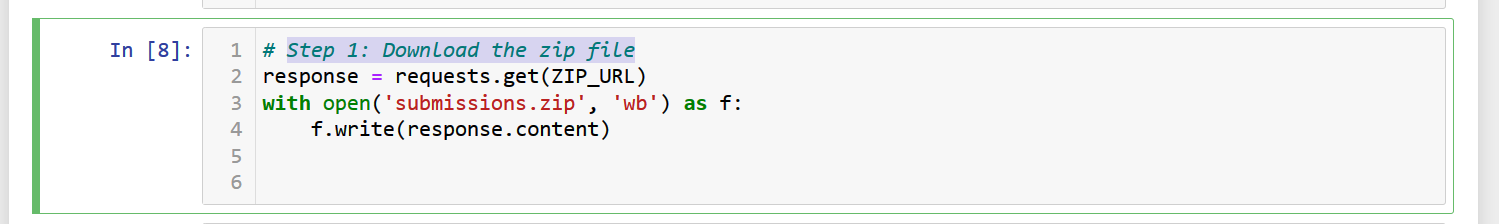 In [8]:
1 # Step 1: Download the zip file
2 response = requests.get(ZIP_URL)
3 with open('submissions.zip', 'wb') as f:
4     f.write(response.content)
5
6